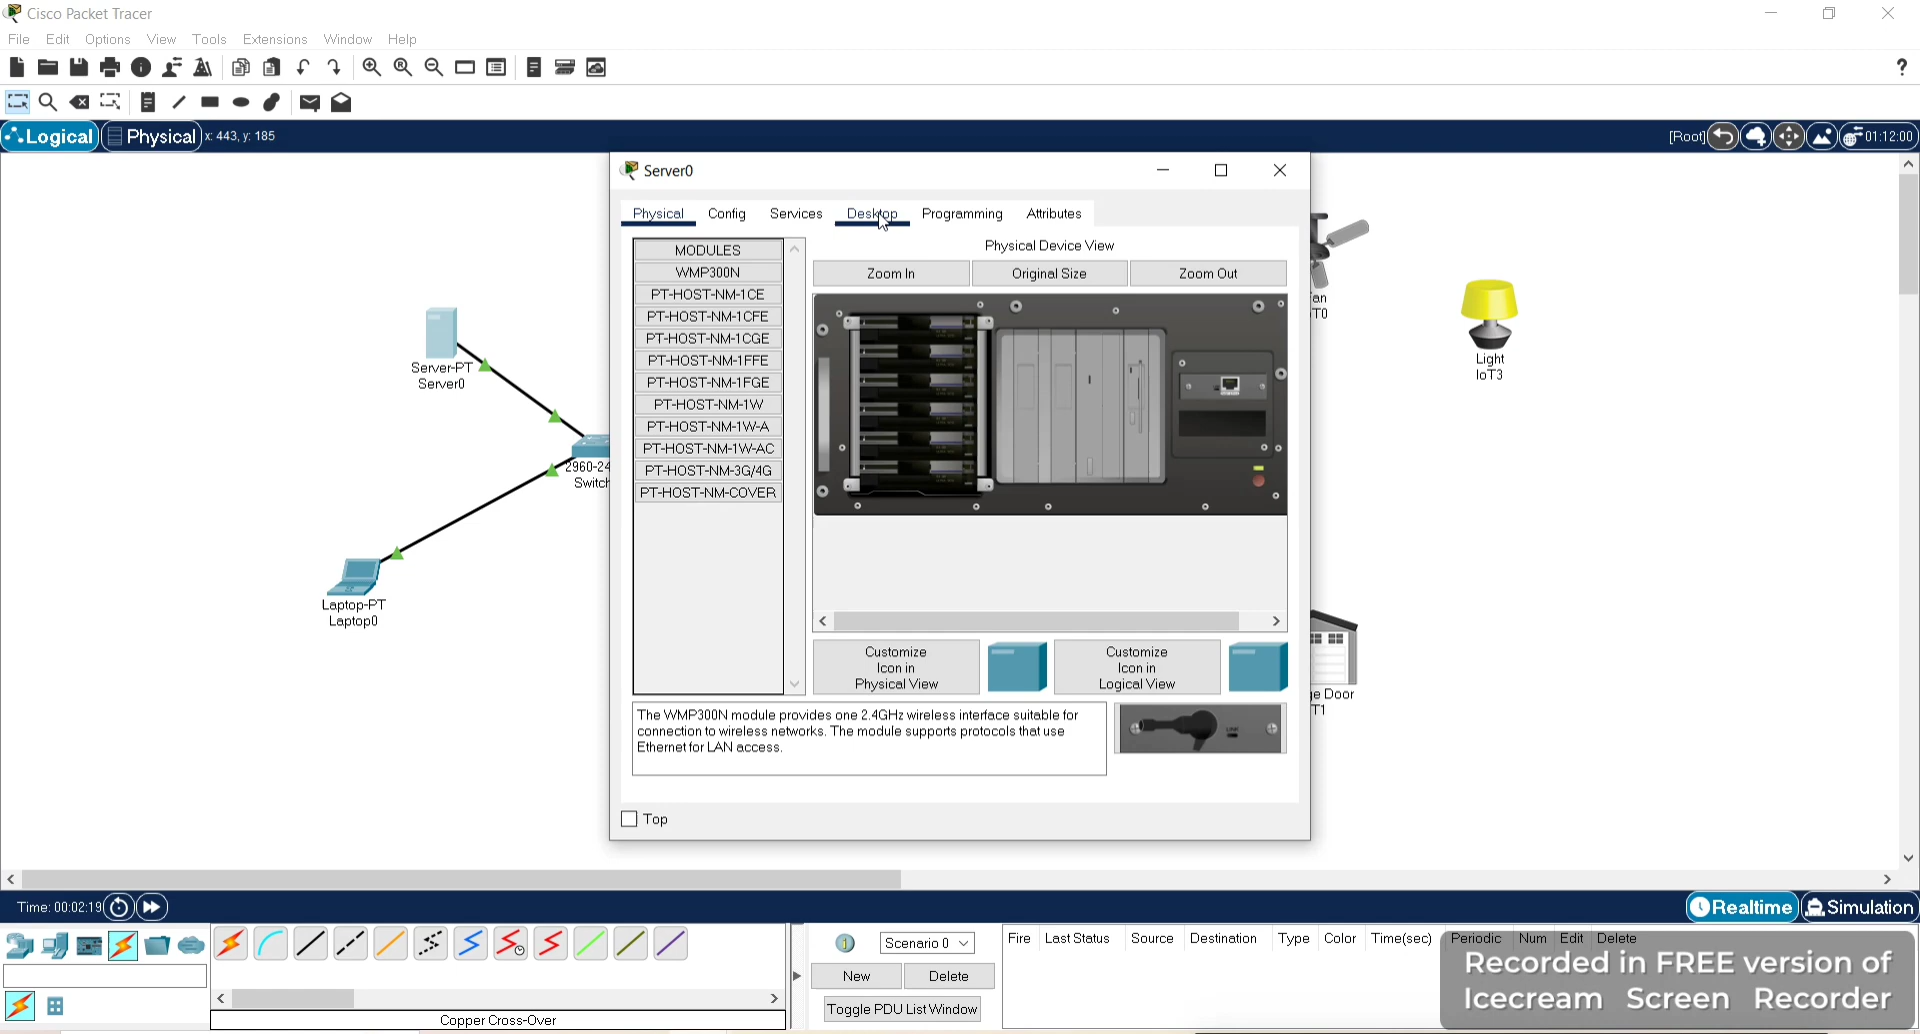 Cisco Packet Tracer
File Edit Options View Tools Extensions Window Help
?
Logical Physical x: 443, y: 185 [Root] 01:12:00
Server0
Physical Config Services Desktop Programming Attributes
MODULES
WMP300N
PT-HOST-NM-1CE
PT-HOST-NM-1CFE
PT-HOST-NM-1CGE
PT-HOST-NM-1FFE
PT-HOST-NM-1FGE
PT-HOST-NM-1W
PT-HOST-NM-1W-A
PT-HOST-NM-1W-AC
PT-HOST-NM-3G/4G
PT-HOST-NM-COVER
Physical Device View
Zoom In Original Size Zoom Out
Customize
Icon in
Physical View
Customize
Icon in
Logical View
The WMP300N module provides one 2.4GHz wireless interface suitable for
connection to wireless networks. The module supports protocols that use
Ethernet for LAN access.
LINK
Top
Server-PT
Server0
2960-24
Switch
Laptop-PT
Laptop0
an
T0
Light
IoT3
ge Door
T1
Time: 00:02:19 Realtime Simulation
Copper Cross-Over
1 Scenario 0
New Delete
Toggle PDU List Window
Fire Last Status Source Destination Type Color Time(sec) Periodic Num Edit Delete
Recorded in FREE version of
Icecream Screen Recorder